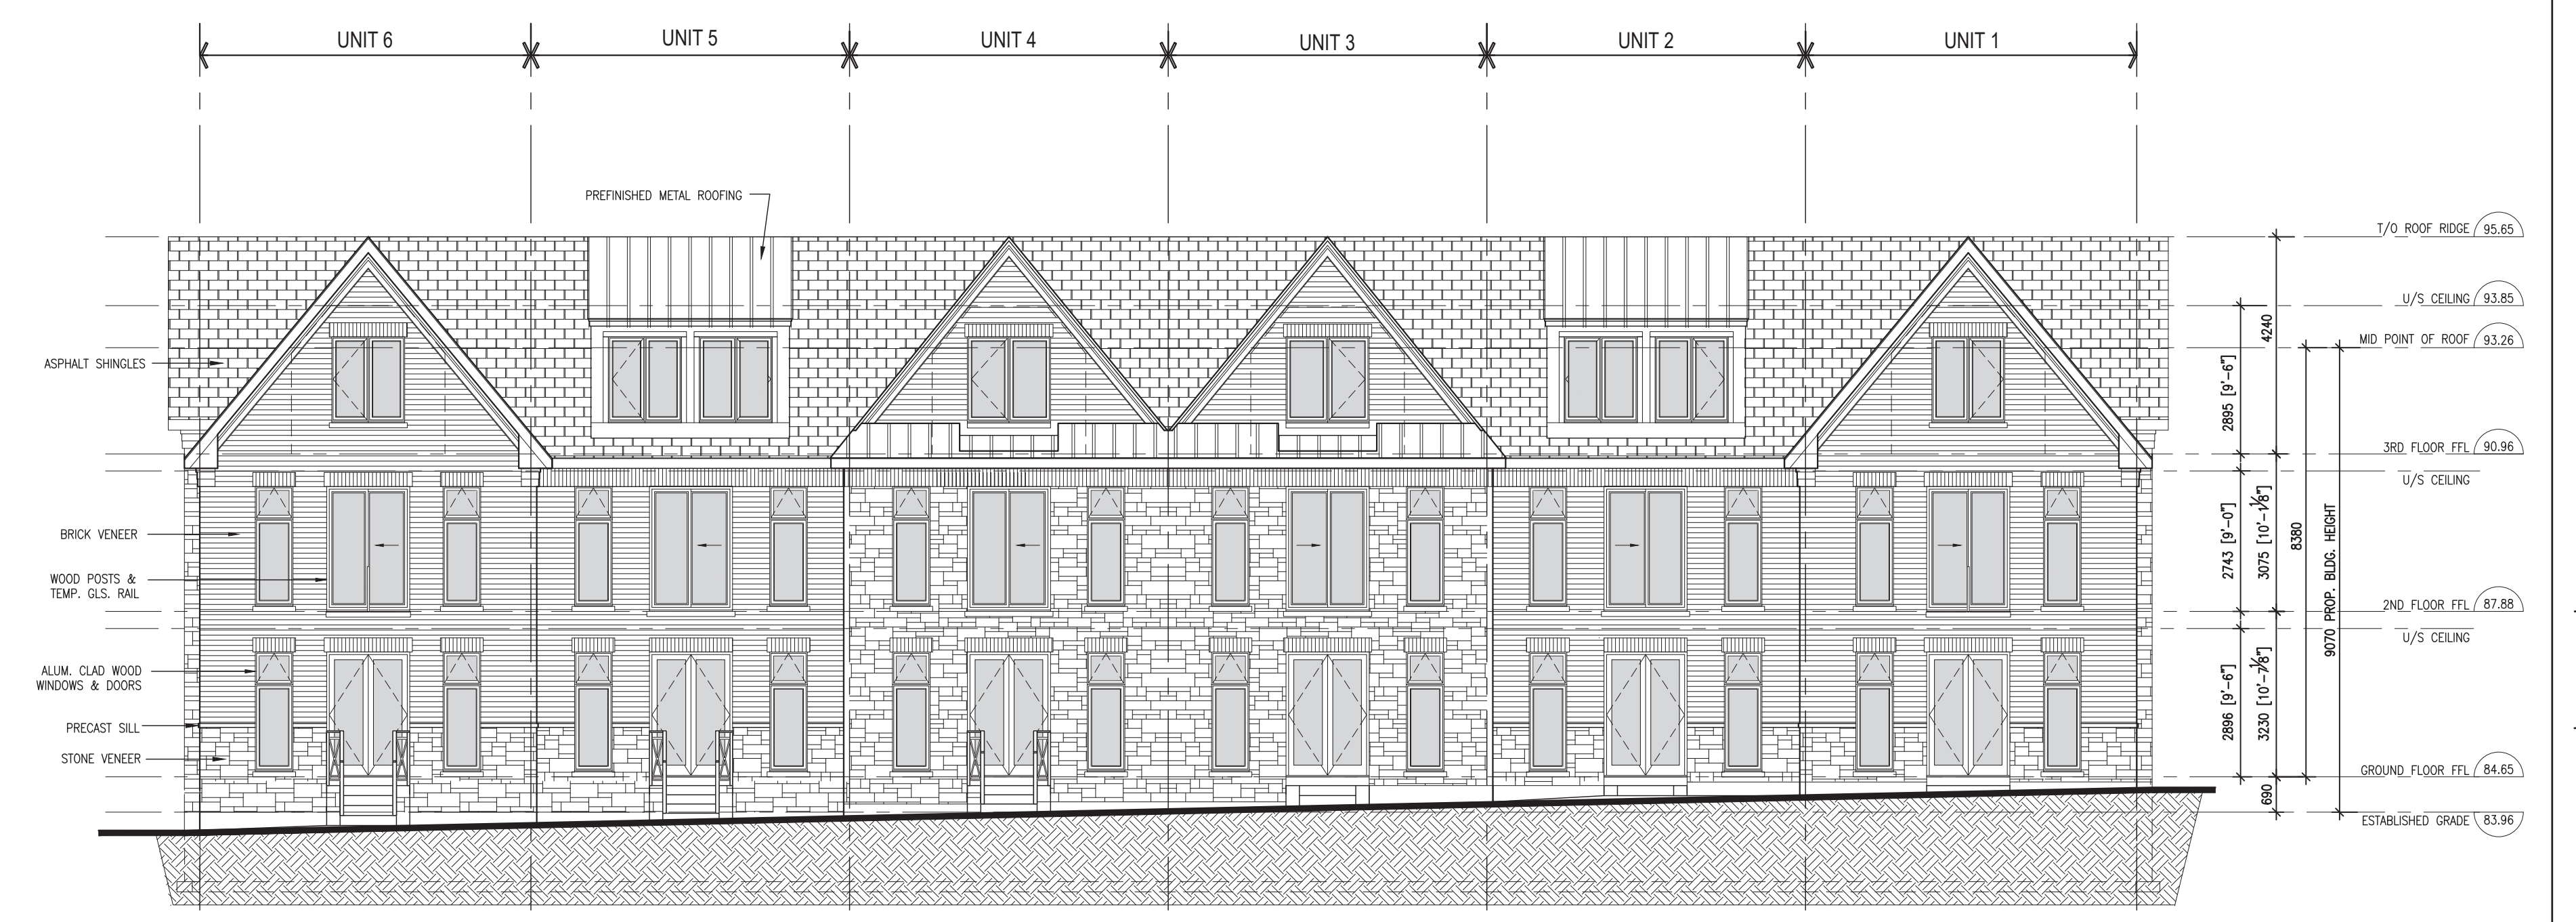 UNIT 6
UNIT 5
UNIT 4
UNIT 3
UNIT 2
UNIT 1
PREFINISHED METAL ROOFING
ASPHALT SHINGLES
BRICK VENEER
WOOD POSTS &
TEMP. GLS. RAIL
ALUM. CLAD WOOD
WINDOWS & DOORS
PRECAST SILL
STONE VENEER
T/O ROOF RIDGE 95.65
U/S CEILING 93.85
MID POINT OF ROOF 93.26
3RD FLOOR FFL 90.96
U/S CEILING
2ND FLOOR FFL 87.88
U/S CEILING
GROUND FLOOR FFL 84.65
ESTABLISHED GRADE 83.96
2895 [9'-6"]
2743 [9'-0"]
2896 [9'-6"]
4240
3075 [10'-1 1/8"]
3230 [10'-7 1/8"]
690
8380
9070 PROP. BLDG. HEIGHT